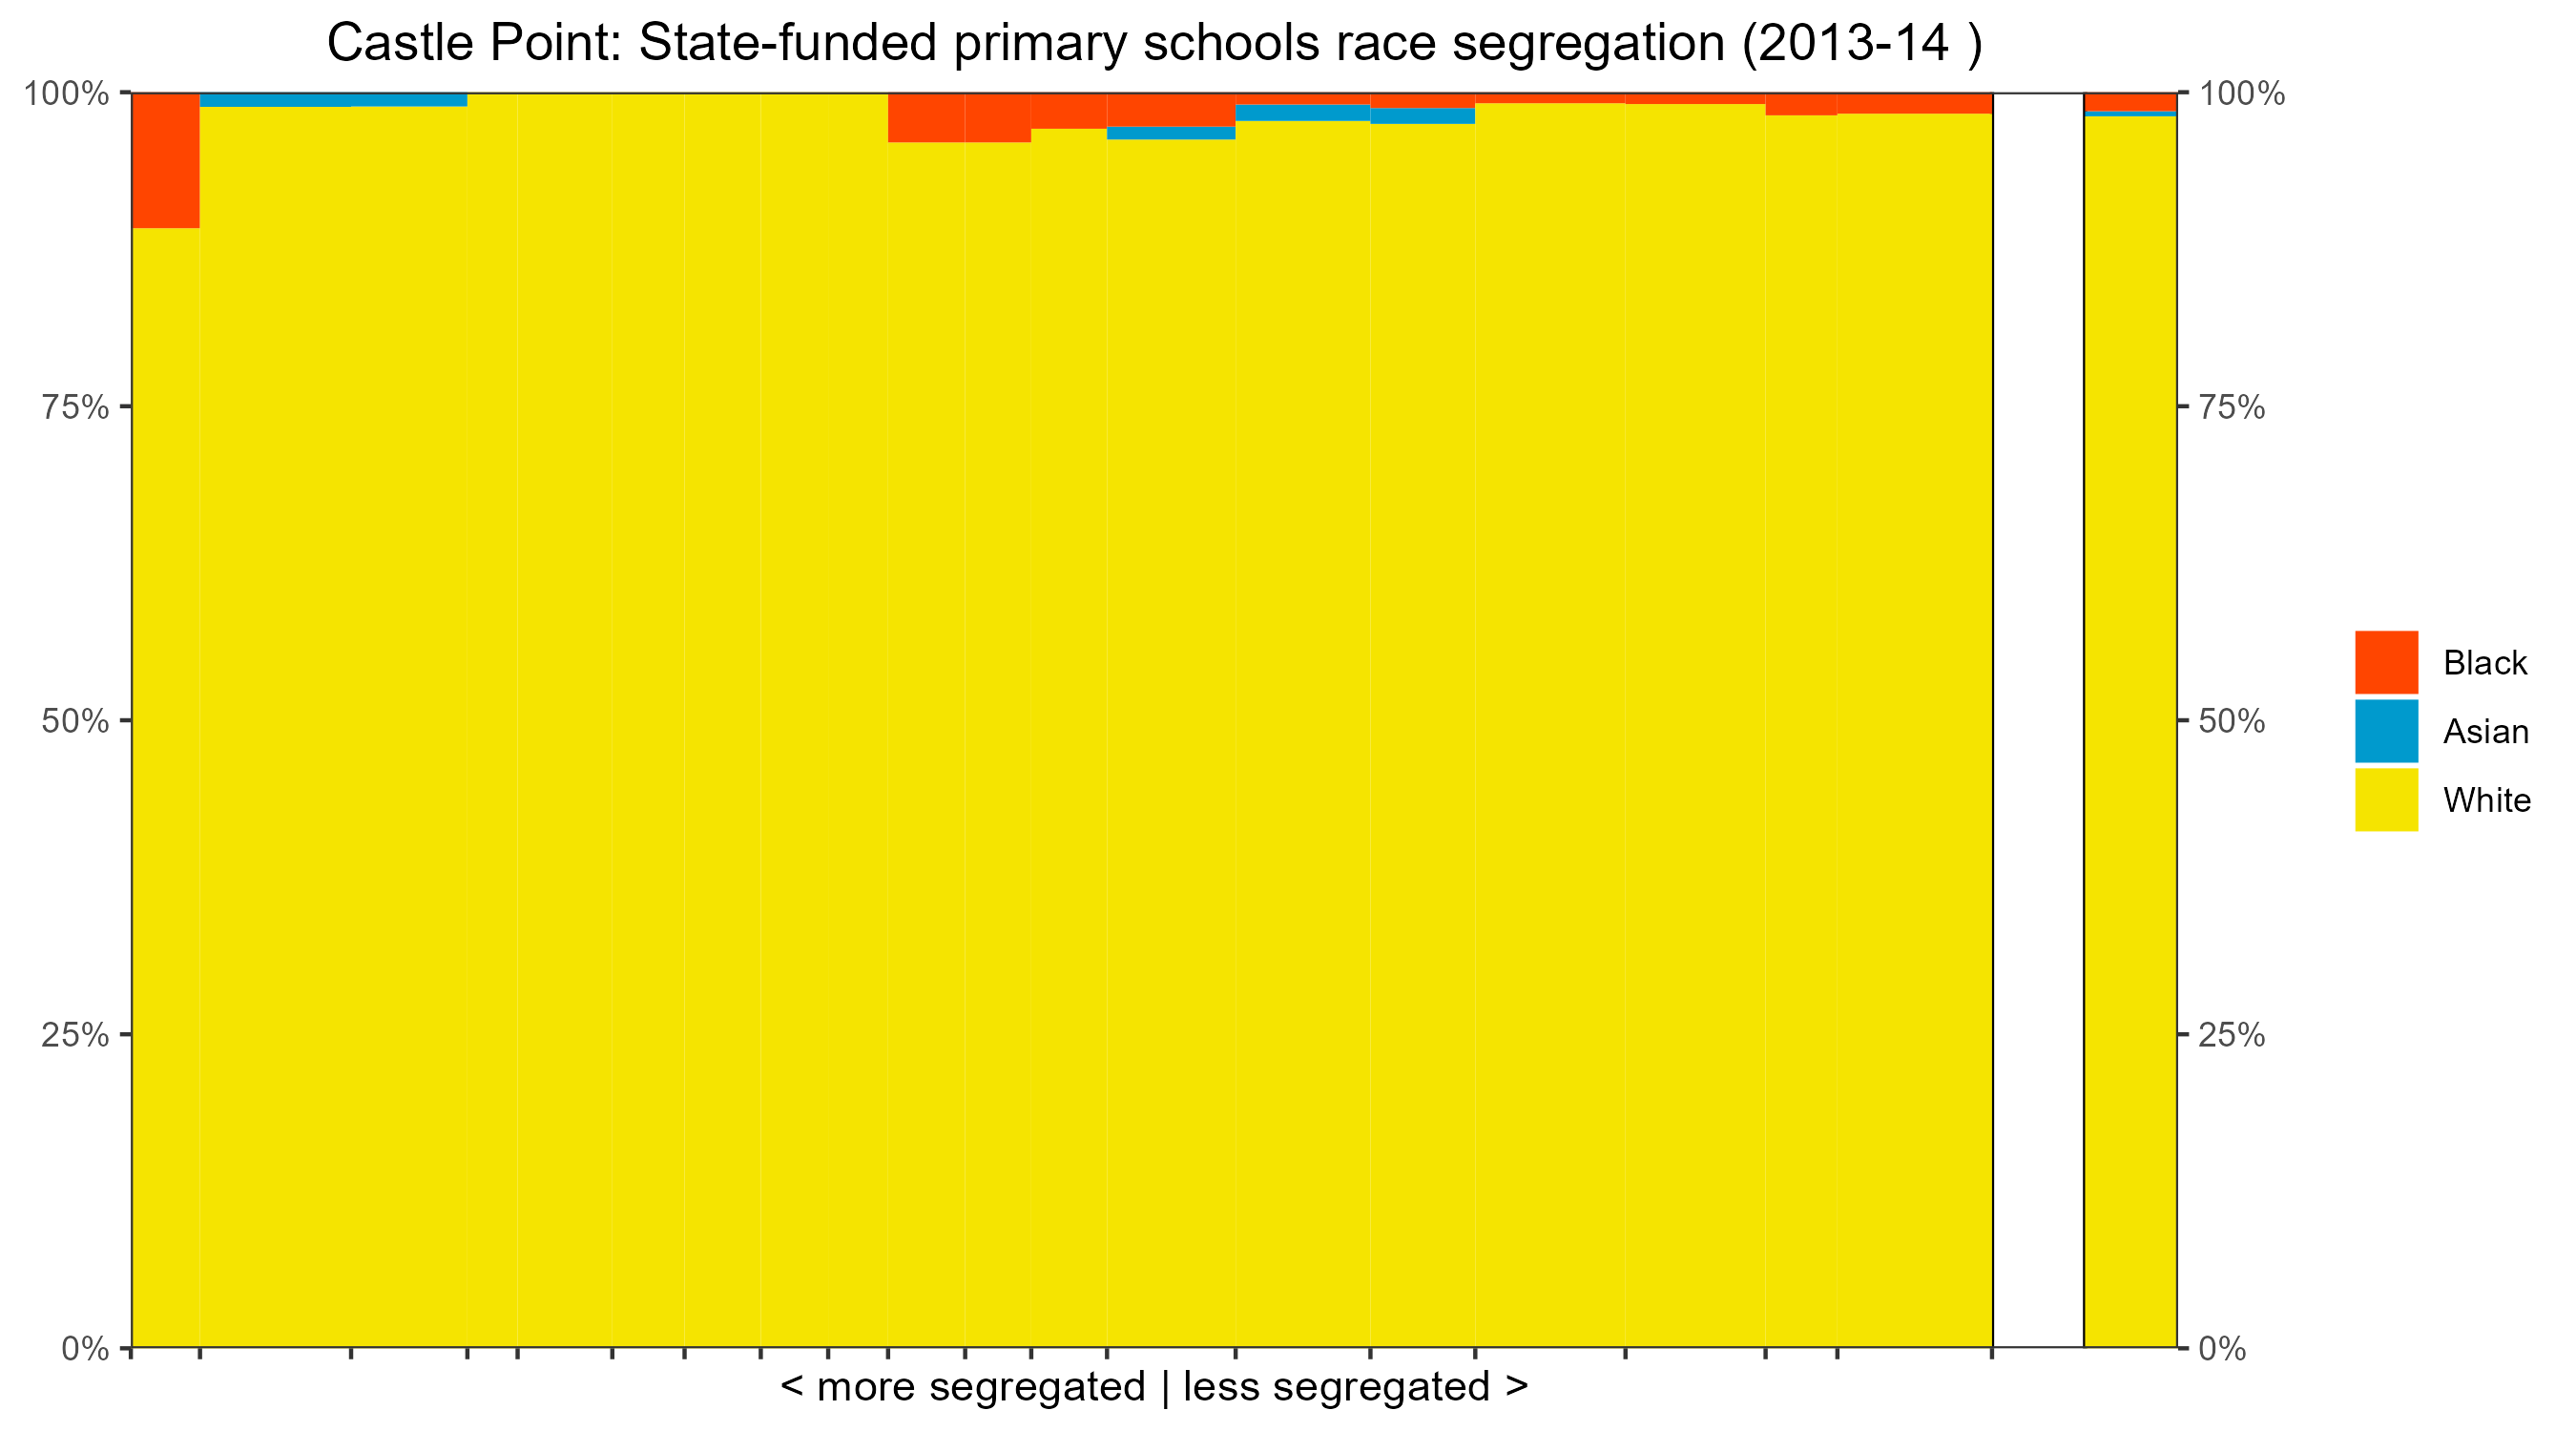 Castle Point: State-funded primary schools race segregation (2013-14 )
100%
75%
50%
25%
0%
100%
75%
50%
25%
0%
Black
Asian
White
< more segregated | less segregated >